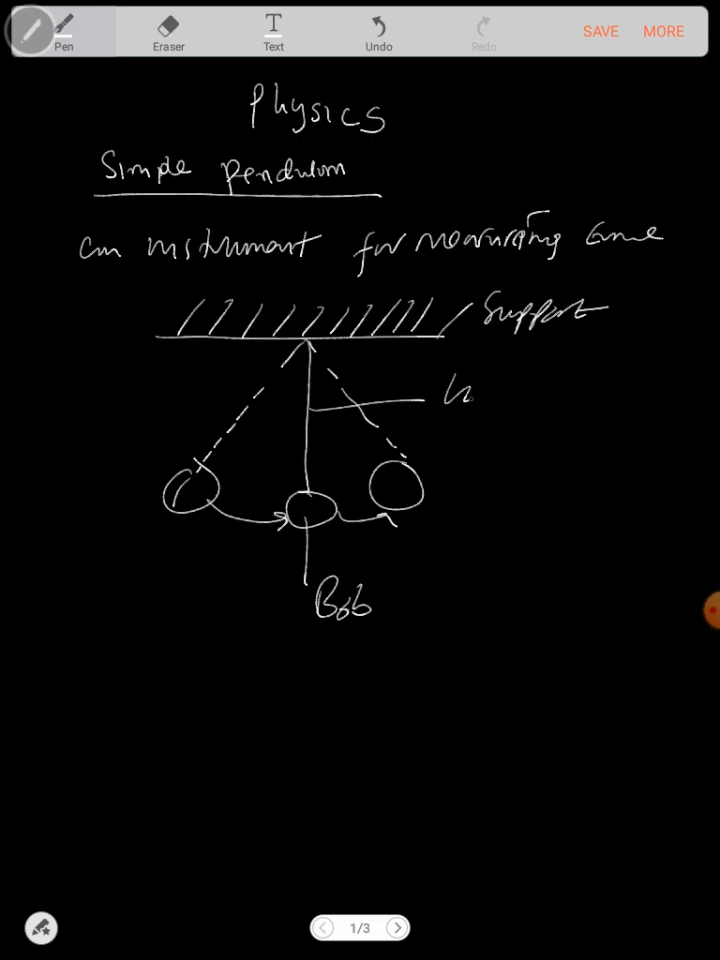 Pen Eraser Text Undo Redo SAVE MORE
T
Physics
Simple pendulum
an instrument for measuring time
Support
Bob
1/3